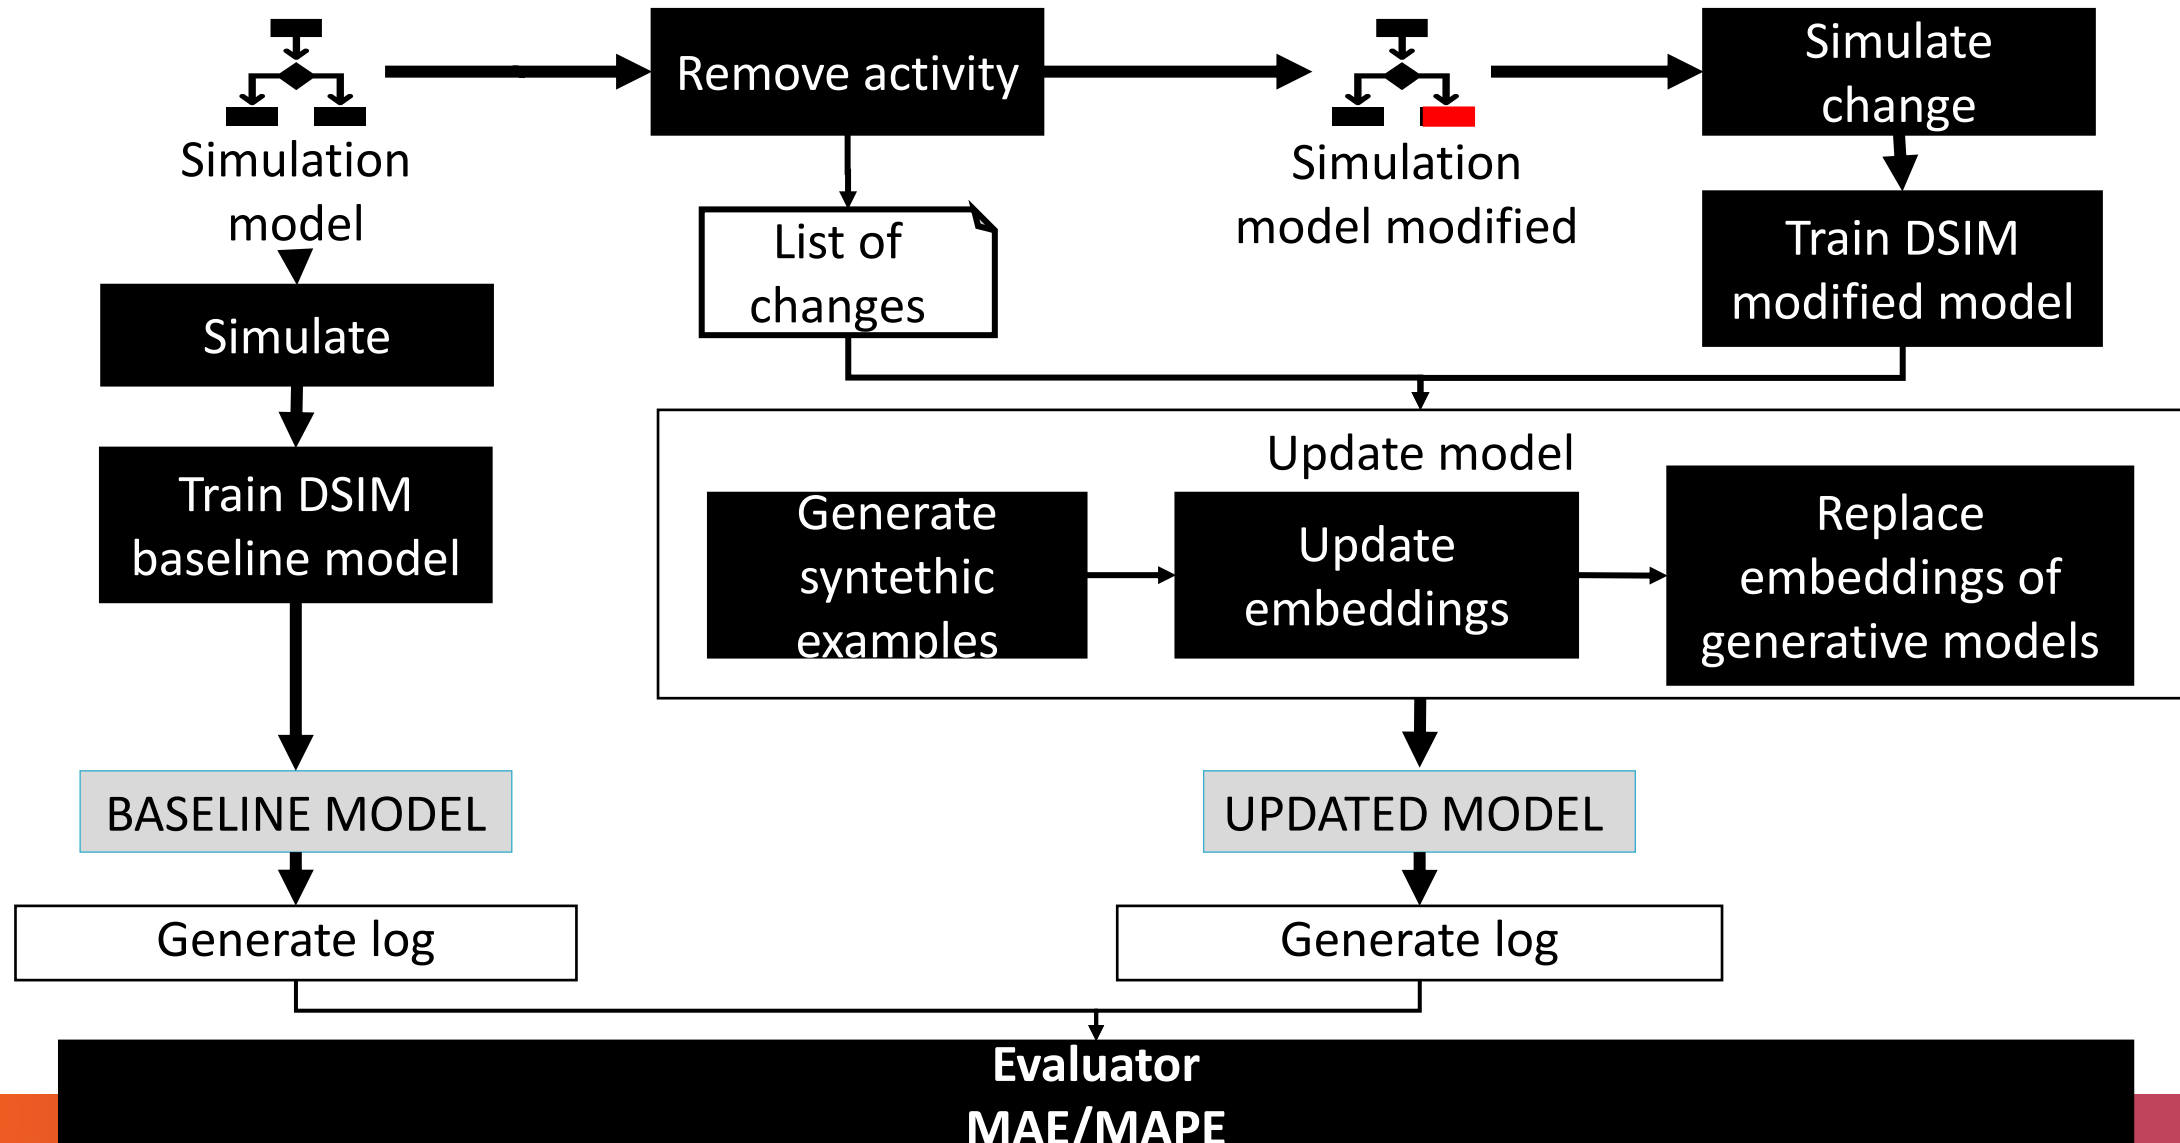 Simulation
model
Remove activity
Simulation
model modified
Simulate
change
List of
changes
Train DSIM
modified model
Simulate
Train DSIM
baseline model
Update model
Generate
syntethic
examples
Update
embeddings
Replace
embeddings of
generative models
BASELINE MODEL
UPDATED MODEL
Generate log
Generate log
Evaluator
MAE/MAPE